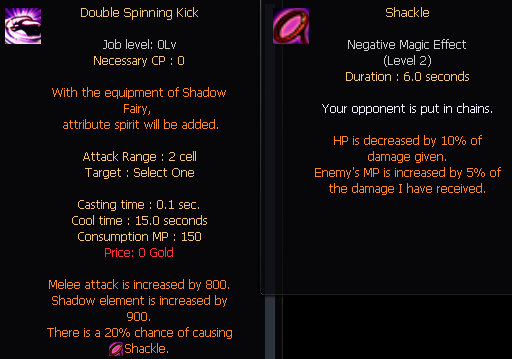 Double Spinning Kick
Job level: 0Lv
Necessary CP : 0
With the equipment of Shadow
Fairy,
attribute spirit will be added.
Attack Range : 2 cell
Target : Select One
Casting time : 0.1 sec.
Cool time : 15.0 seconds
Consumption MP : 150
Price: 0 Gold
Melee attack is increased by 800.
Shadow element is increased by
900.
There is a 20% chance of causing
Shackle.
Shackle
Negative Magic Effect
(Level 2)
Duration : 6.0 seconds
Your opponent is put in chains.
HP is decreased by 10% of
damage given.
Enemy's MP is increased by 5% of
the damage I have received.